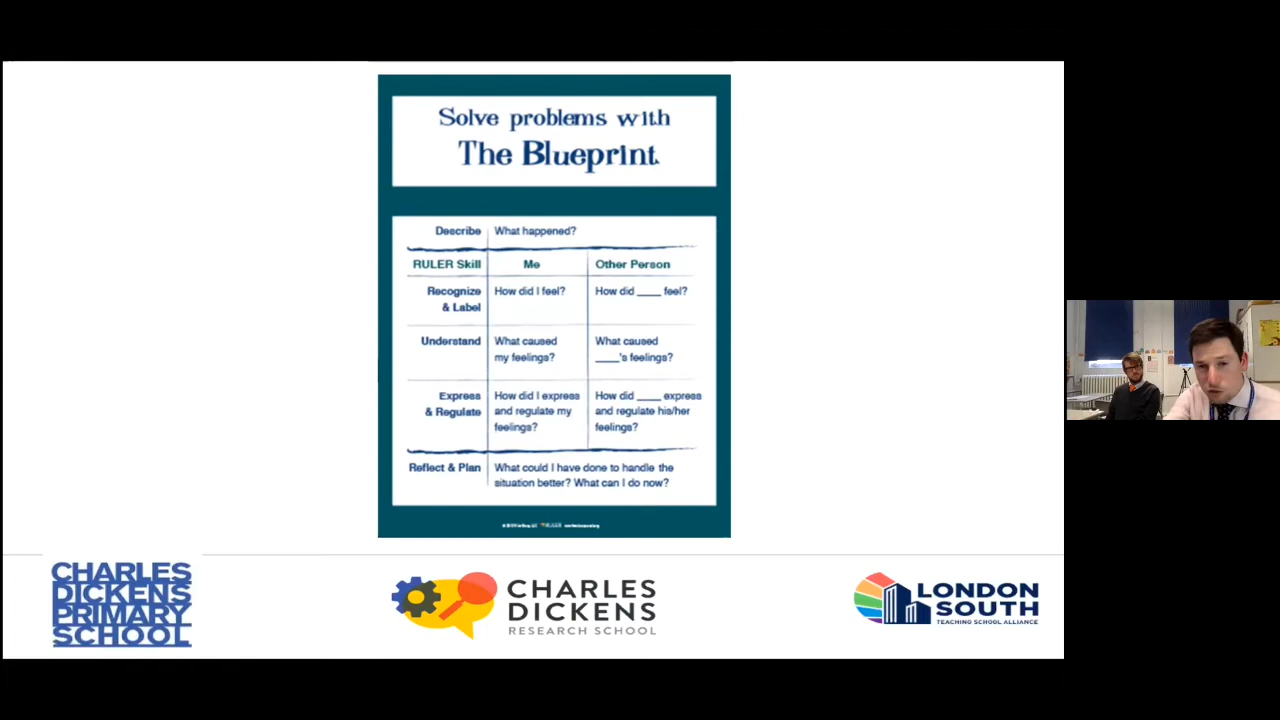 Solve problems with
The Blueprint
Describe What happened?
RULER Skill Me Other Person
Recognize How did I feel? How did ____ feel?
& Label
Understand What caused What caused
my feelings? ____'s feelings?
Express How did I express How did ____ express
& Regulate and regulate my and regulate his/her
feelings? feelings?
Reflect & Plan What could I have done to handle the
situation better? What can I do now?
RULER
CHARLES
DICKENS
PRIMARY
SCHOOL
CHARLES
DICKENS
RESEARCH SCHOOL
LONDON
SOUTH
TEACHING SCHOOL ALLIANCE